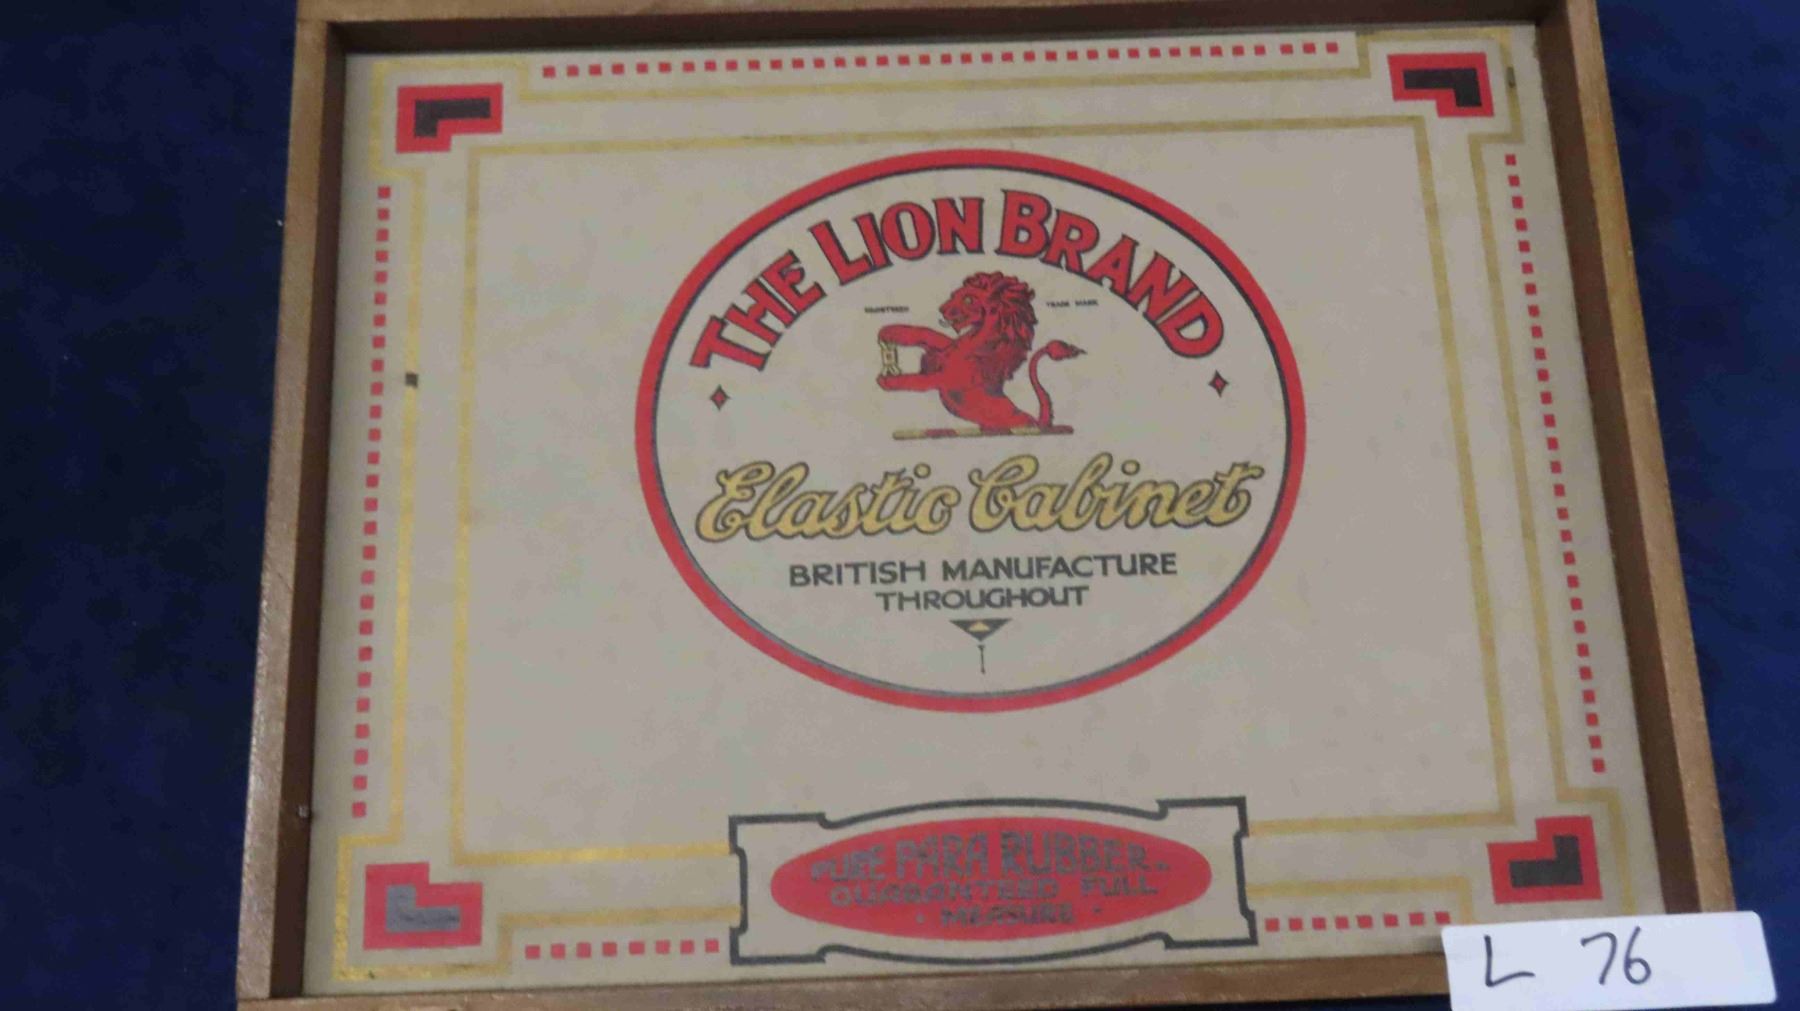 THE LION BRAND
REGISTERED TRADE MARK
Elastic Cabinet
BRITISH MANUFACTURE
THROUGHOUT
PURE PARA RUBBER.
GUARANTEED FULL
· MEASURE ·
L 76